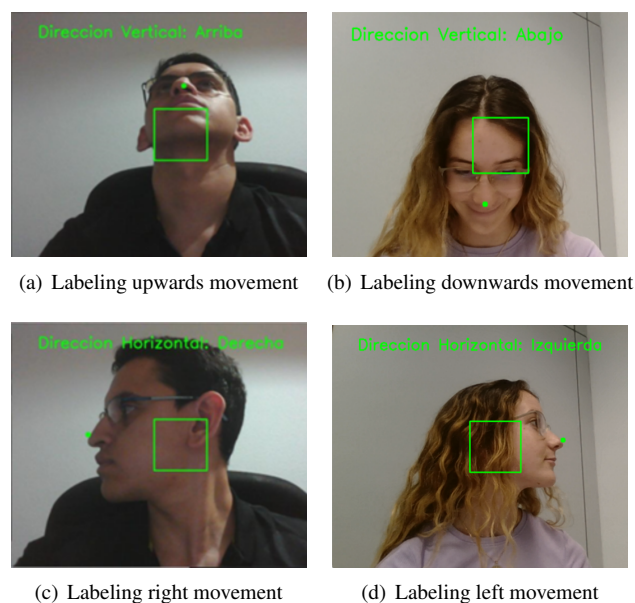 Direccion Vertical: Arriba
Direccion Vertical: Abajo
(a) Labeling upwards movement
(b) Labeling downwards movement
Direccion Horizontal: Derecha
Direccion Horizontal: Izquierda
(c) Labeling right movement
(d) Labeling left movement